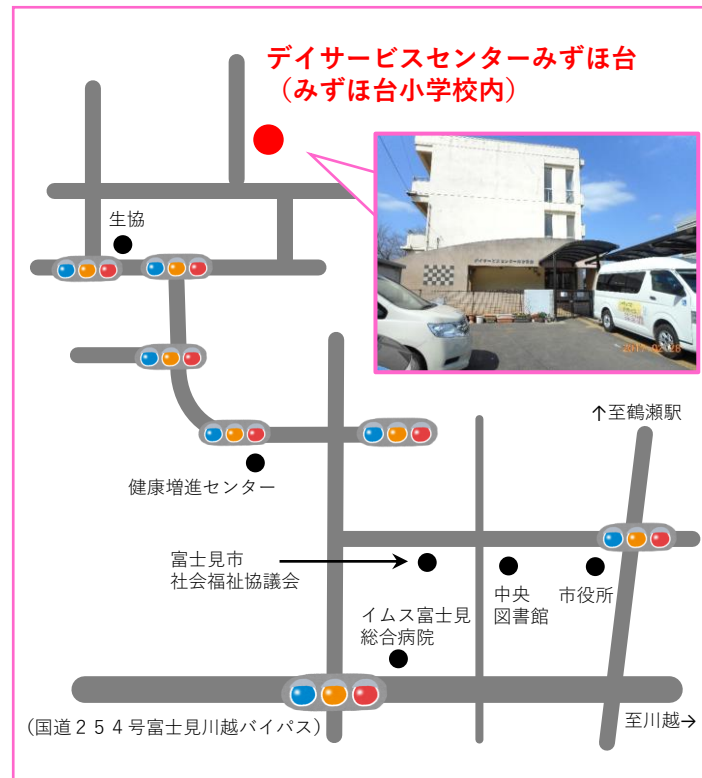 デイサービスセンターみずほ台
（みずほ台小学校内）
生協
2017 02 28
↑至鶴瀬駅
健康増進センター
富士見市
社会福祉協議会
中央
図書館
市役所
イムス富士見
総合病院
（国道２５４号富士見川越バイパス）
至川越→